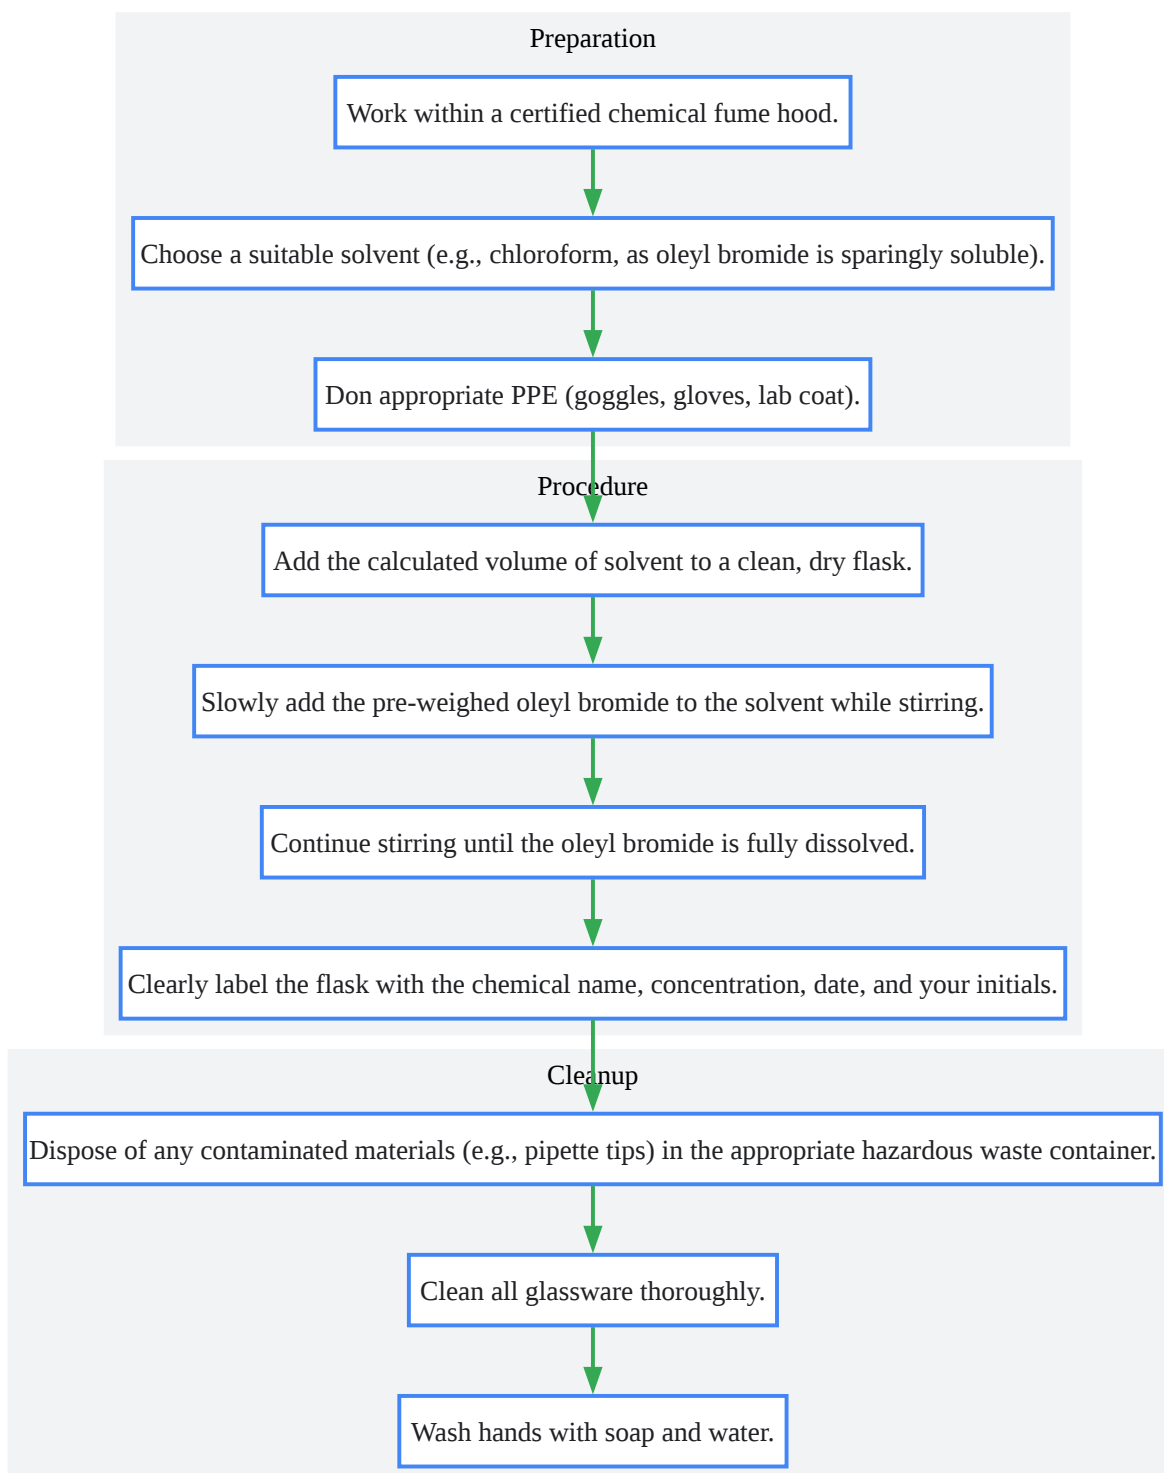 Preparation
Work within a certified chemical fume hood.
Choose a suitable solvent (e.g., chloroform, as oleyl bromide is sparingly soluble).
Don appropriate PPE (goggles, gloves, lab coat).
Procedure
Add the calculated volume of solvent to a clean, dry flask.
Slowly add the pre-weighed oleyl bromide to the solvent while stirring.
Continue stirring until the oleyl bromide is fully dissolved.
Clearly label the flask with the chemical name, concentration, date, and your initials.
Cleanup
Dispose of any contaminated materials (e.g., pipette tips) in the appropriate hazardous waste container.
Clean all glassware thoroughly.
Wash hands with soap and water.